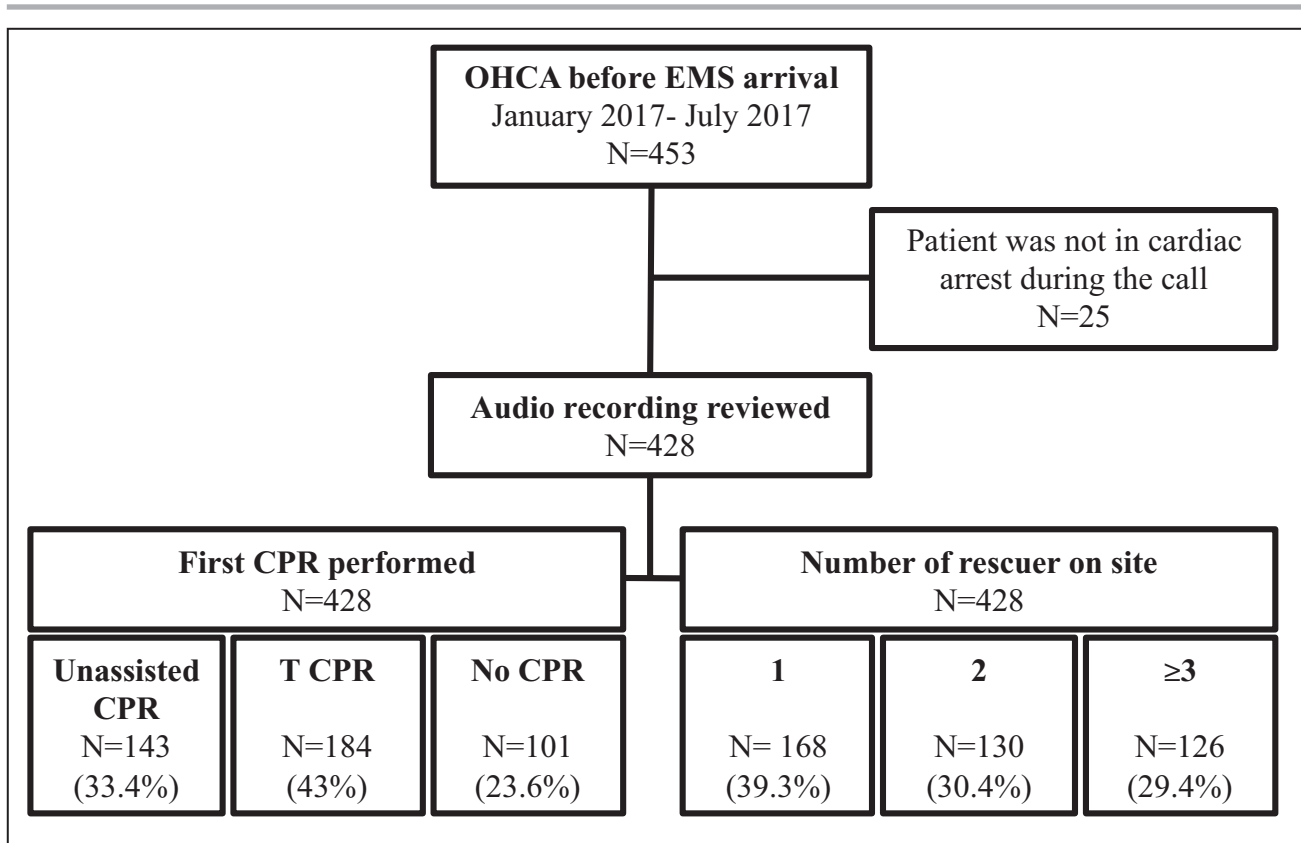 OHCA before EMS arrival
January 2017- July 2017
N=453
Patient was not in cardiac
arrest during the call
N=25
Audio recording reviewed
N=428
First CPR performed
N=428
Number of rescuer on site
N=428
Unassisted
CPR
N=143
(33.4%)
T CPR
N=184
(43%)
No CPR
N=101
(23.6%)
1
N= 168
(39.3%)
2
N=130
(30.4%)
≥3
N=126
(29.4%)